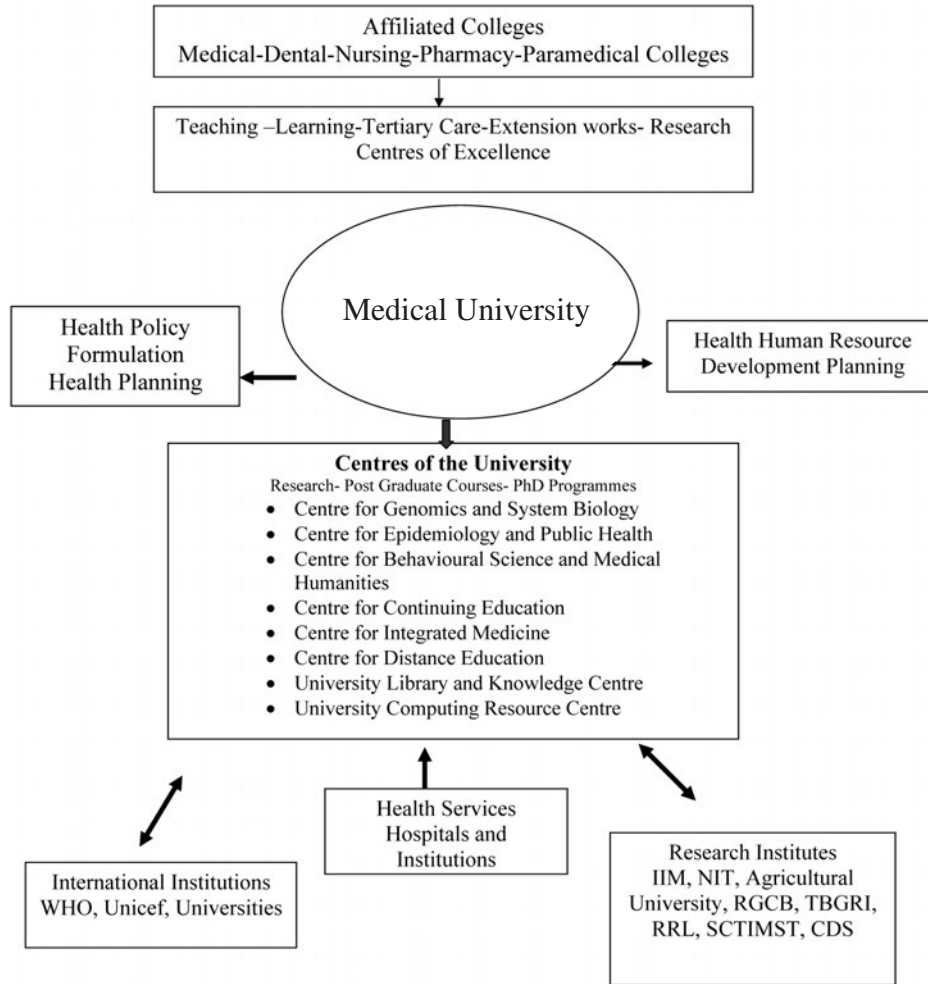 Affiliated Colleges
Medical-Dental-Nursing-Pharmacy-Paramedical Colleges
Teaching –Learning-Tertiary Care-Extension works- Research
Centres of Excellence
Medical University
Health Policy
Formulation
Health Planning
Health Human Resource
Development Planning
Centres of the University
Research- Post Graduate Courses- PhD Programmes
• Centre for Genomics and System Biology
• Centre for Epidemiology and Public Health
• Centre for Behavioural Science and Medical
Humanities
• Centre for Continuing Education
• Centre for Integrated Medicine
• Centre for Distance Education
• University Library and Knowledge Centre
• University Computing Resource Centre
International Institutions
WHO, Unicef, Universities
Health Services
Hospitals and
Institutions
Research Institutes
IIM, NIT, Agricultural
University, RGCB, TBGRI,
RRL, SCTIMST, CDS